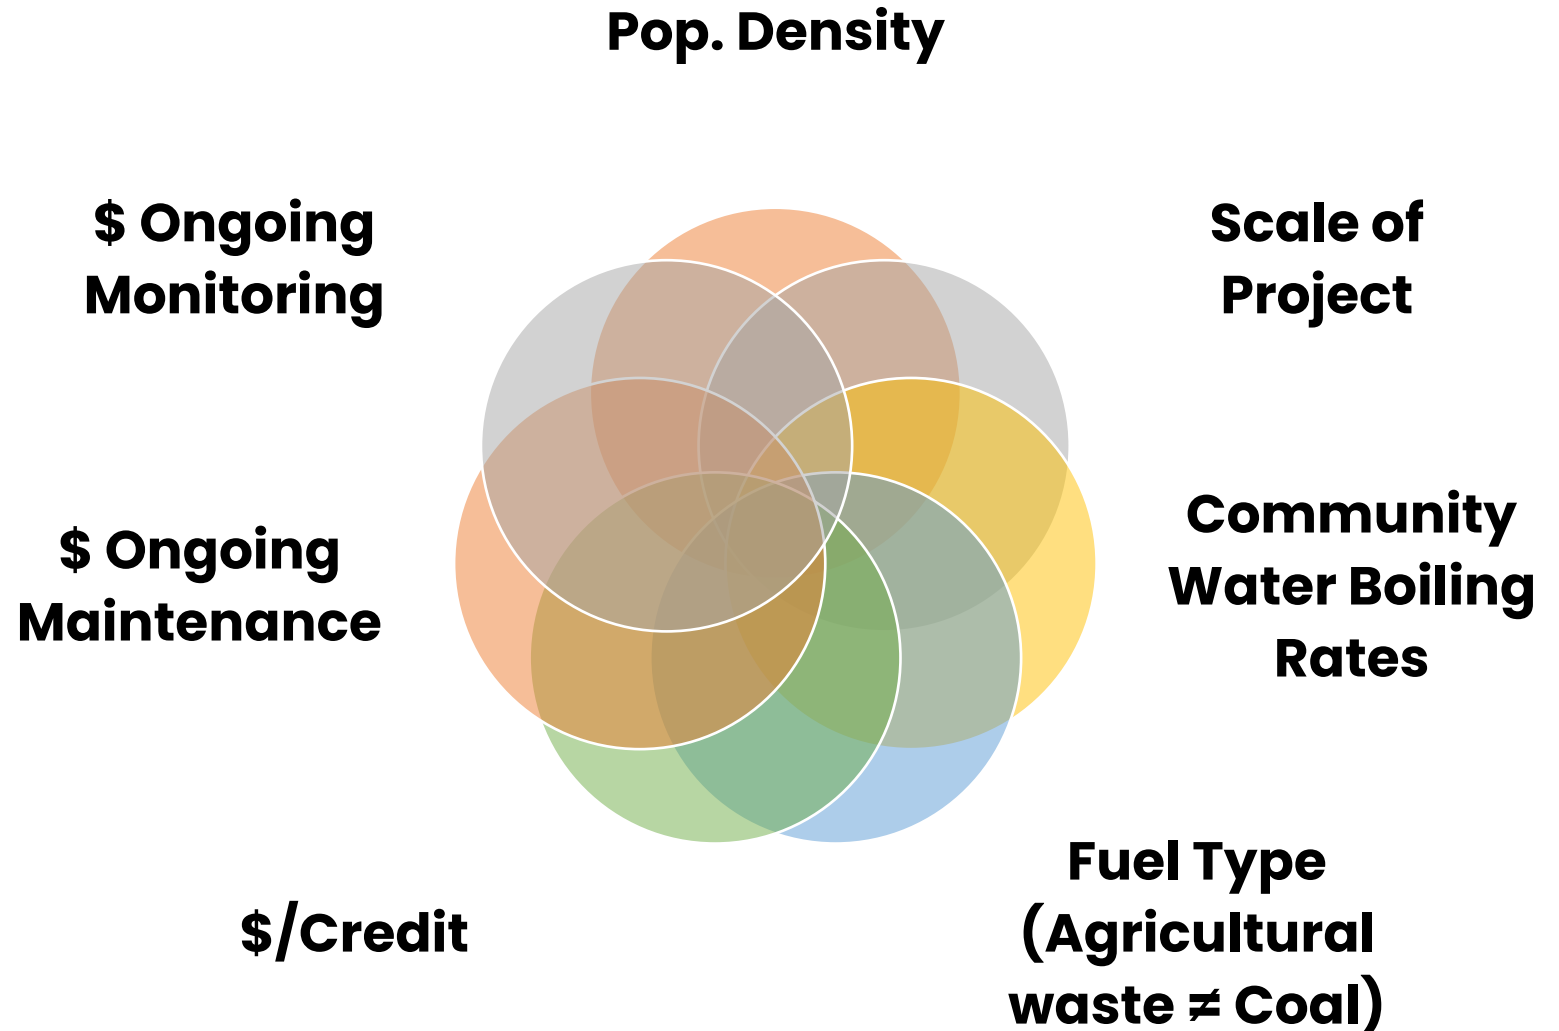 Pop. Density
$ Ongoing
Monitoring
Scale of
Project
$ Ongoing
Maintenance
Community
Water Boiling
Rates
$/Credit
Fuel Type
(Agricultural
waste ≠ Coal)